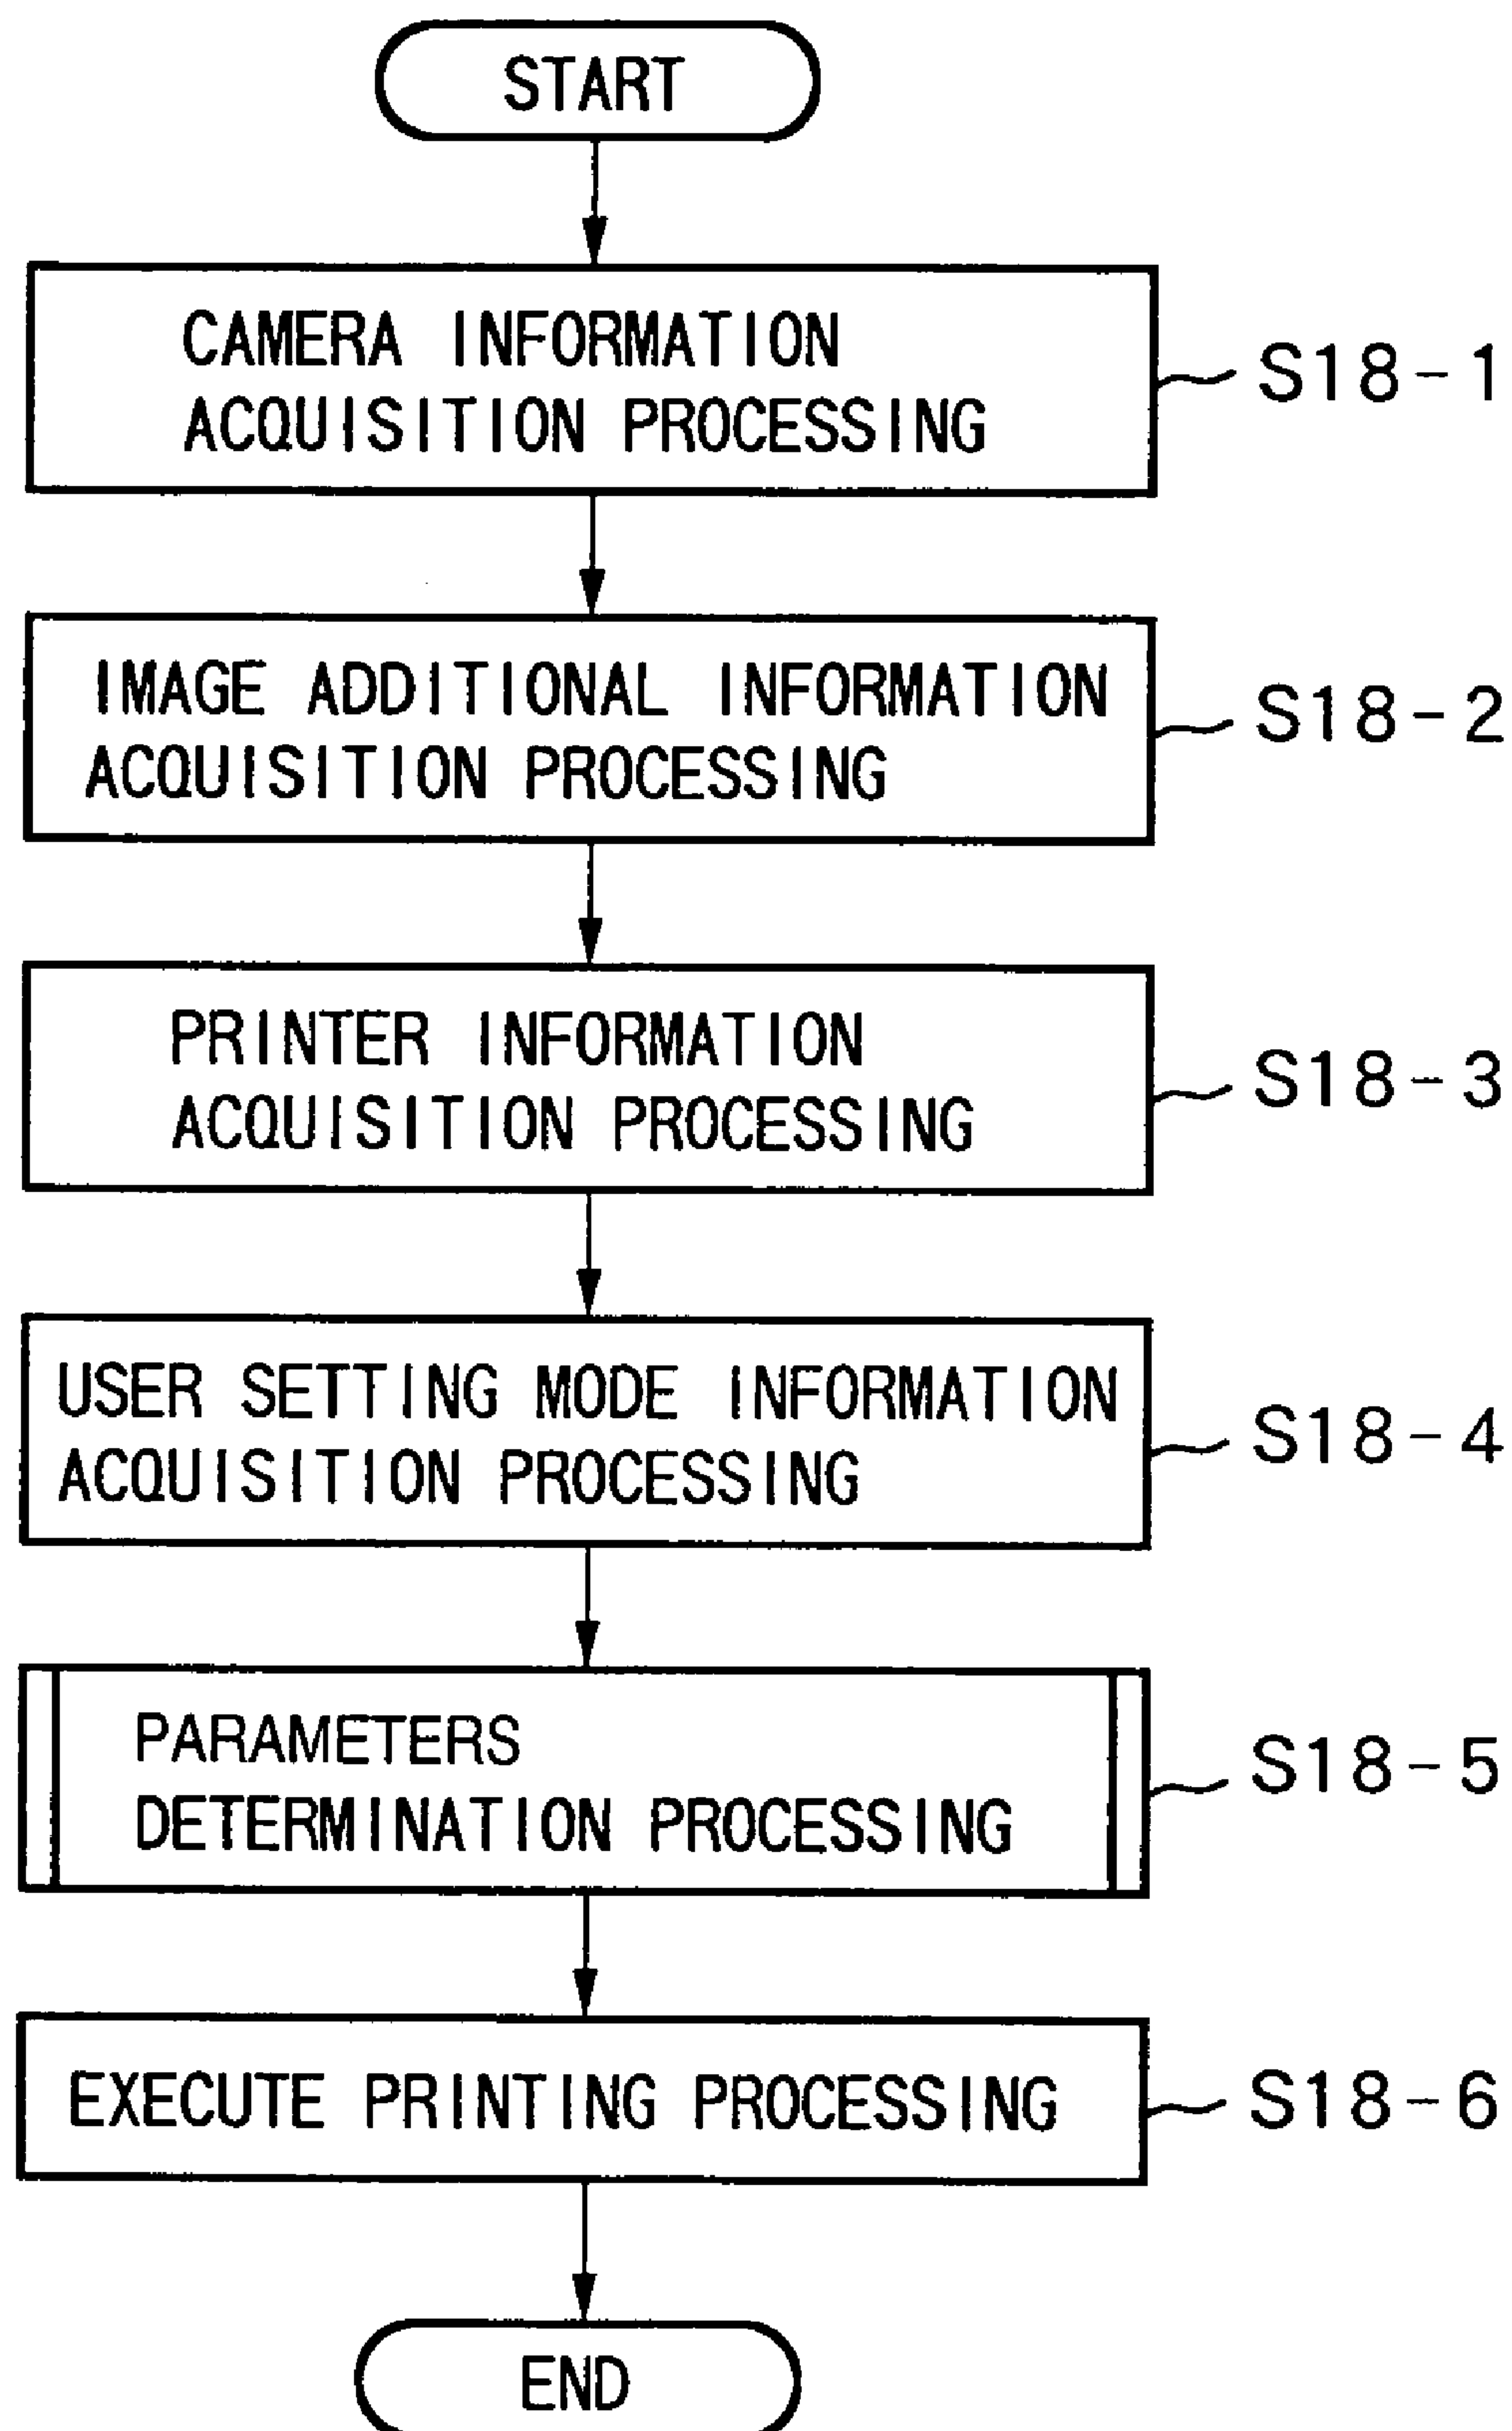 START
CAMERA INFORMATION
ACQUISITION PROCESSING
S18-1
IMAGE ADDITIONAL INFORMATION
ACQUISITION PROCESSING
S18-2
PRINTER INFORMATION
ACQUISITION PROCESSING
S18-3
USER SETTING MODE INFORMATION
ACQUISITION PROCESSING
S18-4
PARAMETERS
DETERMINATION PROCESSING
S18-5
EXECUTE PRINTING PROCESSING
S18-6
END